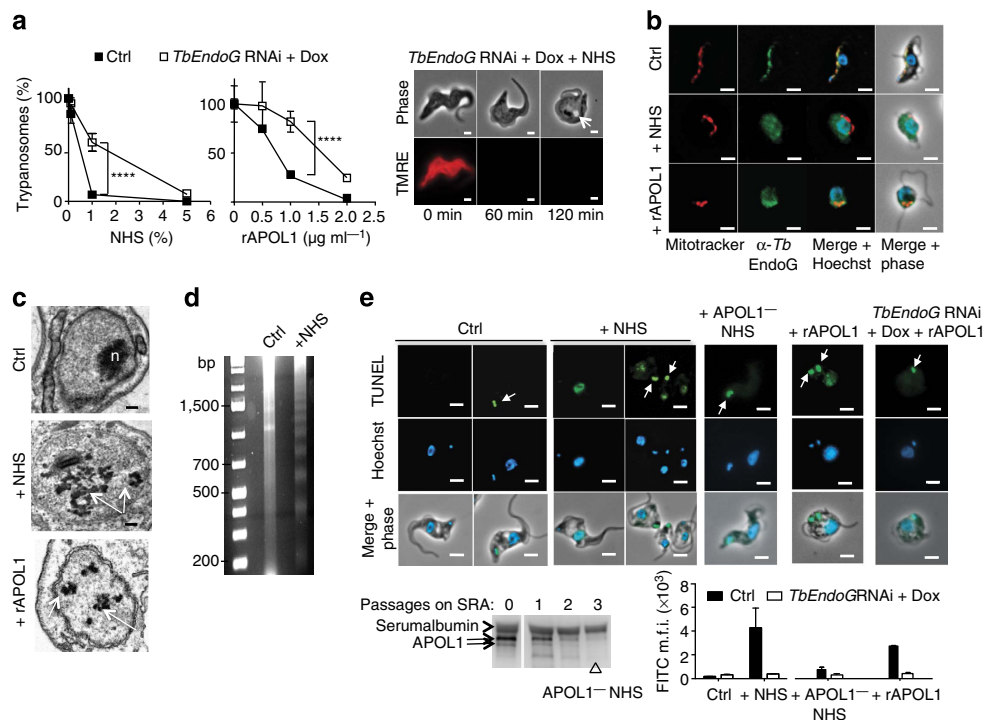 a
Ctrl
TbEndoG RNAi + Dox
Trypanosomes (%)
100
50
0
0 1 2 3 4 5 6
NHS (%)
100
50
0 0.5 1.0 1.5 2.0 2.5
rAPOL1 (µg ml—1)
****
****
TbEndoG RNAi + Dox + NHS
Phase
TMRE
0 min 60 min 120 min
b
Ctrl
+ NHS
+ rAPOL1
Mitotracker
α-Tb
EndoG
Merge +
Hoechst
Merge +
phase
c
Ctrl
n
+ NHS
+ rAPOL1
d
Ctrl
+NHS
bp
1,500
700
500
200
e
Ctrl
+ NHS
+ APOL1—
NHS
+ rAPOL1
TbEndoG RNAi
+ Dox + rAPOL1
TUNEL
Hoechst
Merge +
phase
Passages on SRA: 0 1 2 3
Serumalbumin
APOL1
APOL1— NHS
Ctrl
TbEndoGRNAi + Dox
FITC m.f.i. (×10³)
8
6
4
2
0
Ctrl + NHS + APOL1— + rAPOL1
NHS